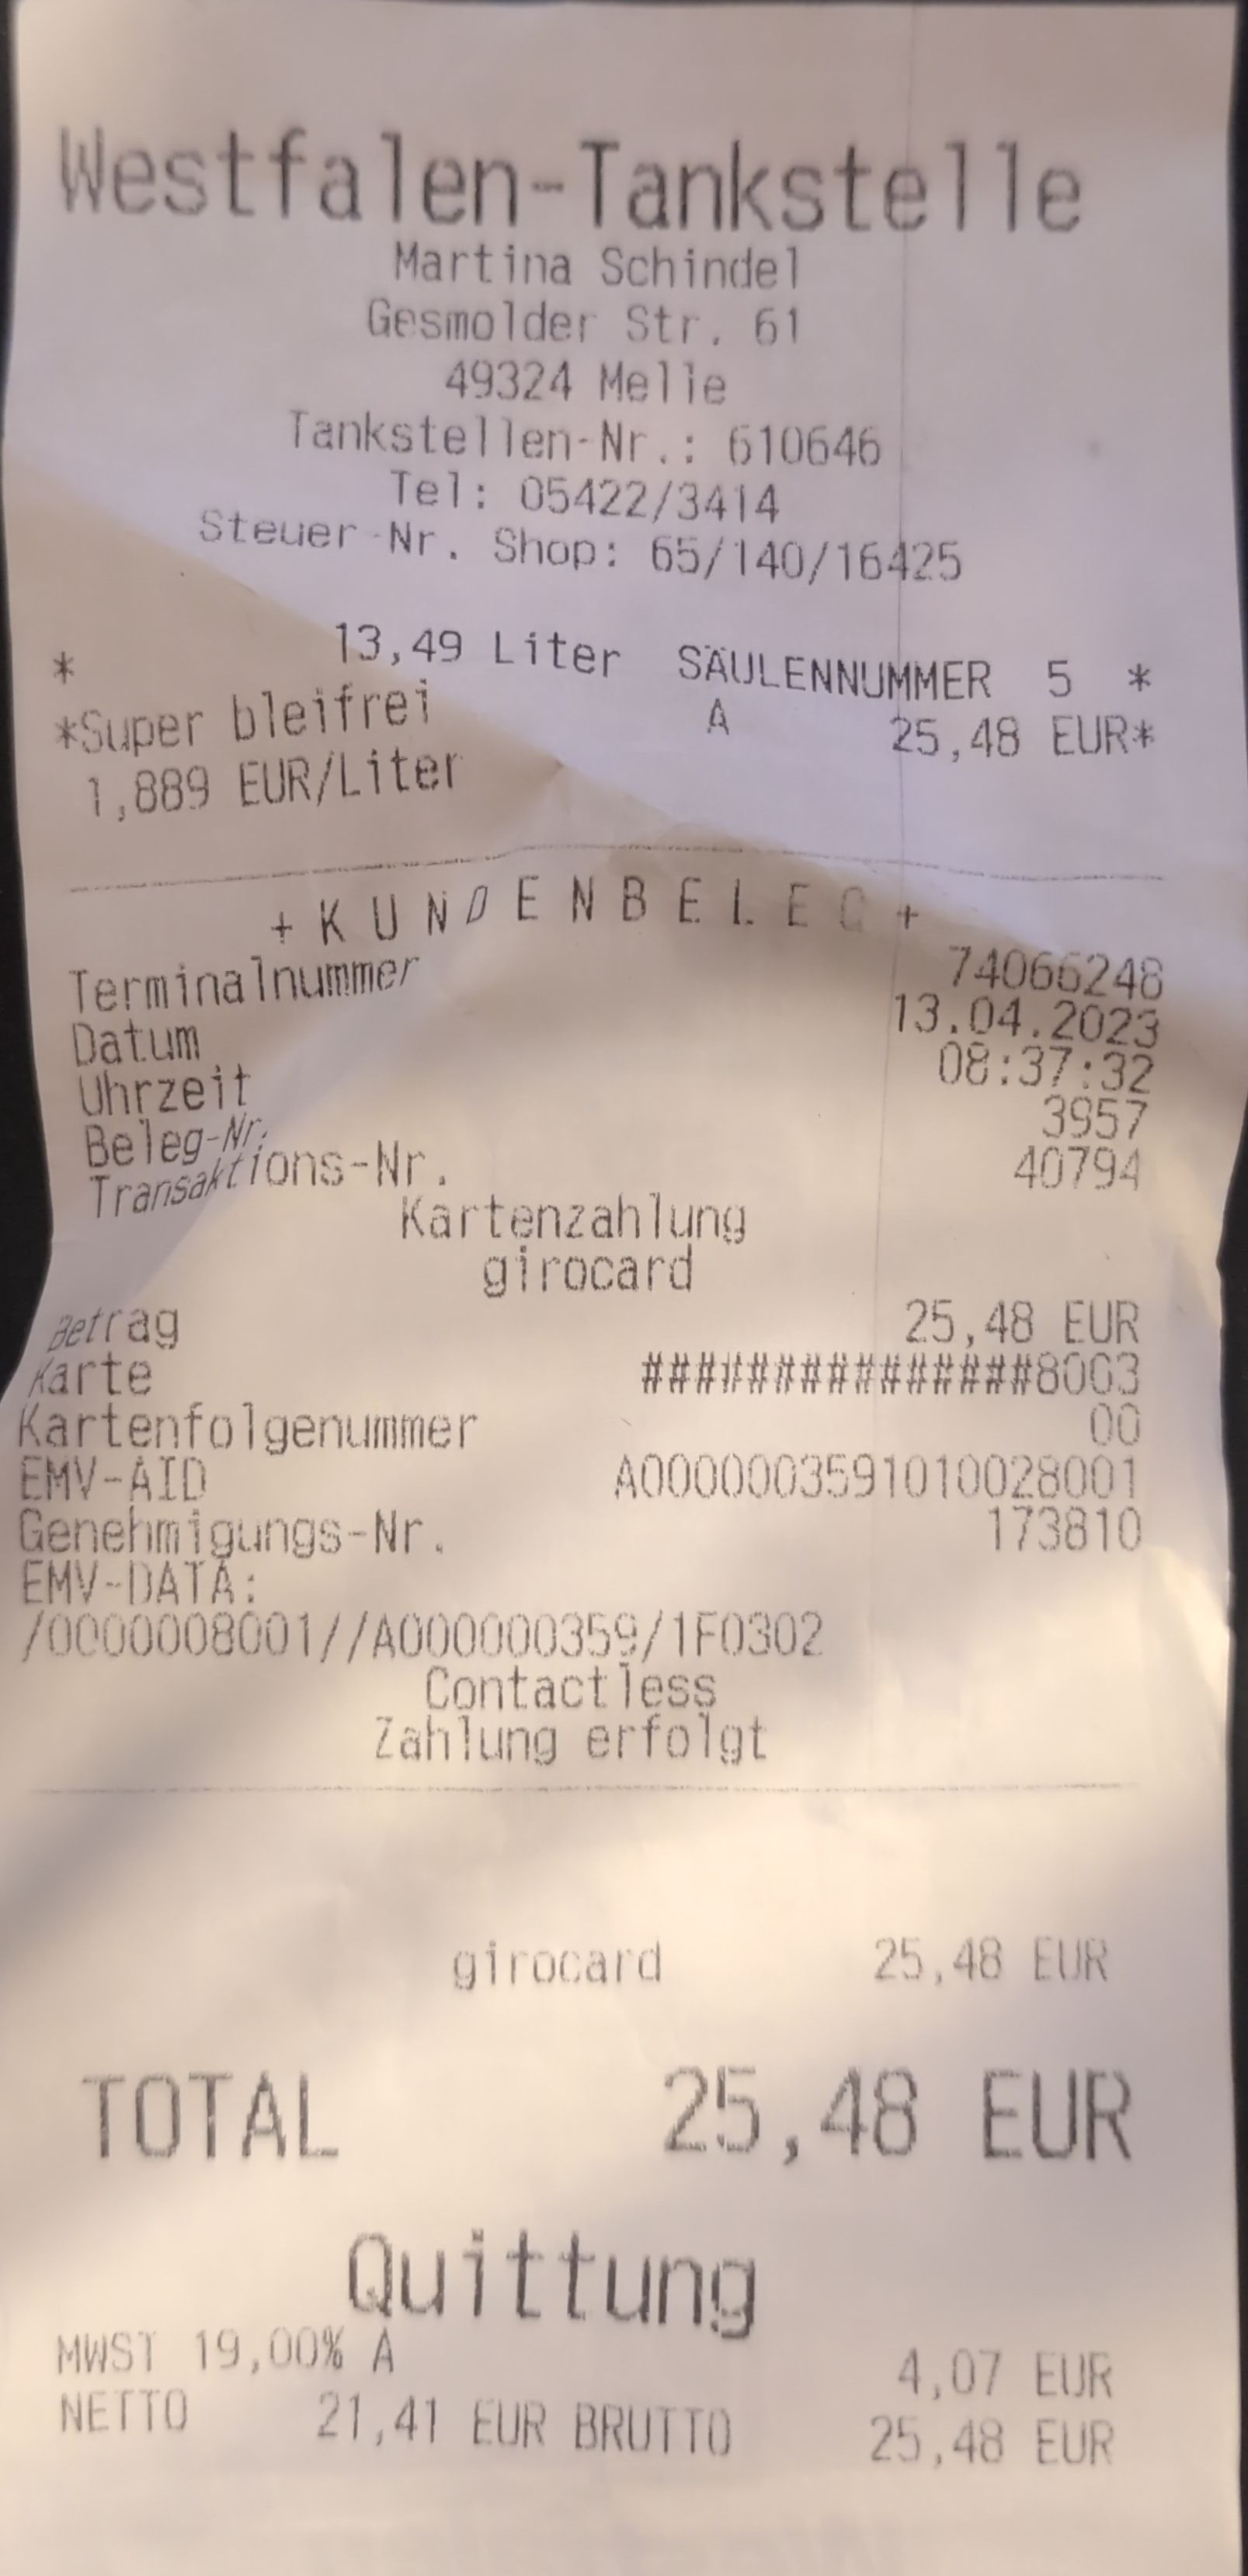 Westfalen-Tankstelle
Martina Schindel
Gesmolder Str. 61
49324 Melle
Tankstellen-Nr.: 610646
Tel: 05422/3414
Steuer-Nr. Shop: 65/140/16425
* 13,49 Liter SÄULENNUMMER 5 *
*Super bleifrei A 25,48 EUR*
1,889 EUR/Liter
+ K U N D E N B E L E G +
Terminalnummer 74066248
Datum 13.04.2023
Uhrzeit 08:37:32
Beleg-Nr. 3957
Transaktions-Nr. 40794
Kartenzahlung
girocard
Betrag 25,48 EUR
Karte ###############8003
Kartenfolgenummer 00
EMV-AID A0000003591010028001
Genehmigungs-Nr. 173810
EMV-DATA:
/0000008001//A000000359/1F0302
Contactless
Zahlung erfolgt
girocard 25,48 EUR
TOTAL 25,48 EUR
Quittung
MWST 19,00% A 4,07 EUR
NETTO 21,41 EUR BRUTTO 25,48 EUR